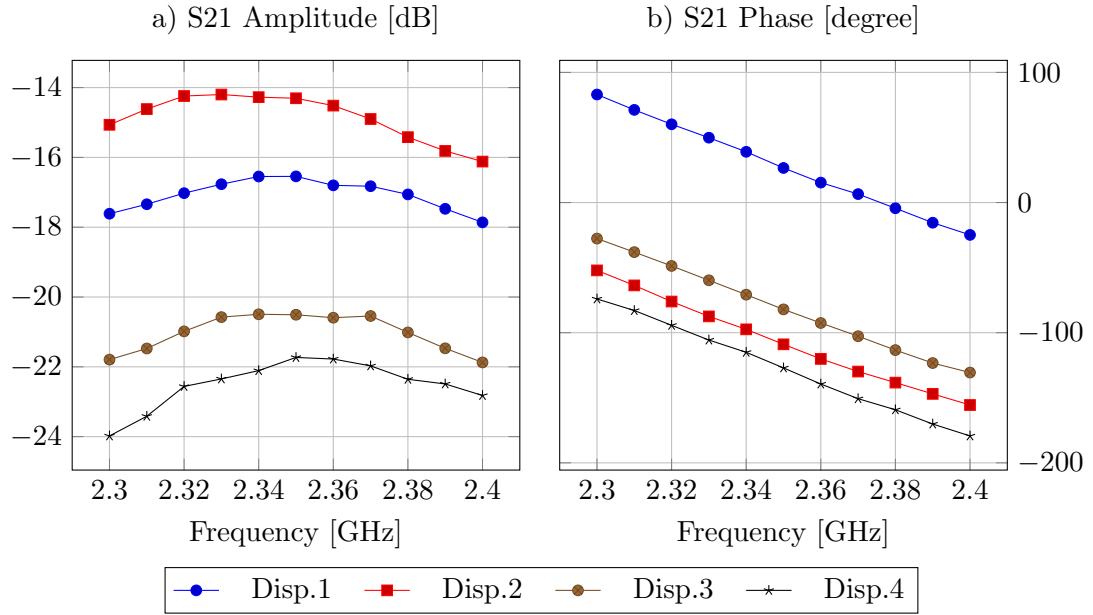 a) S21 Amplitude [dB]
b) S21 Phase [degree]
−14
−16
−18
−20
−22
−24
100
0
−100
−200
2.3 2.32 2.34 2.36 2.38 2.4
2.3 2.32 2.34 2.36 2.38 2.4
Frequency [GHz]
Frequency [GHz]
Disp.1 Disp.2 Disp.3 Disp.4